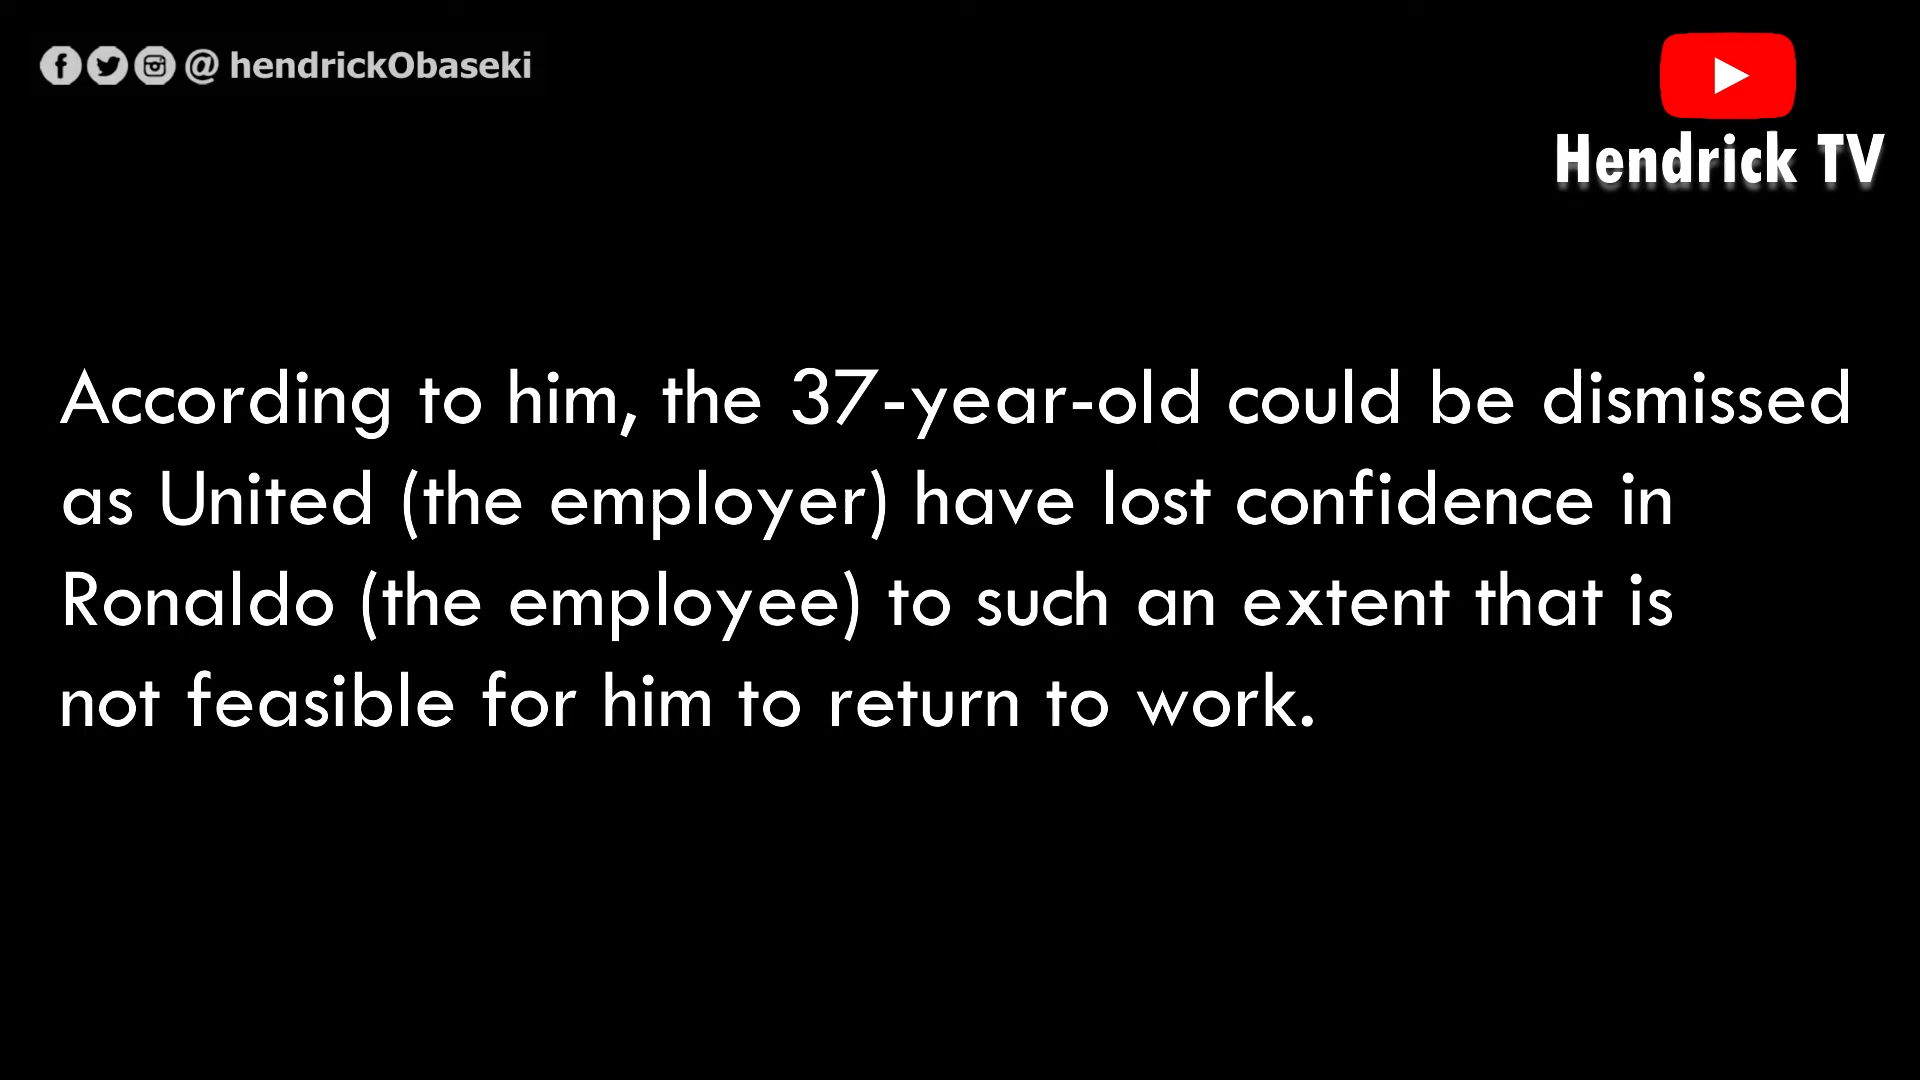 @ hendrickObaseki
Hendrick TV
According to him, the 37-year-old could be dismissed
as United (the employer) have lost confidence in
Ronaldo (the employee) to such an extent that is
not feasible for him to return to work.